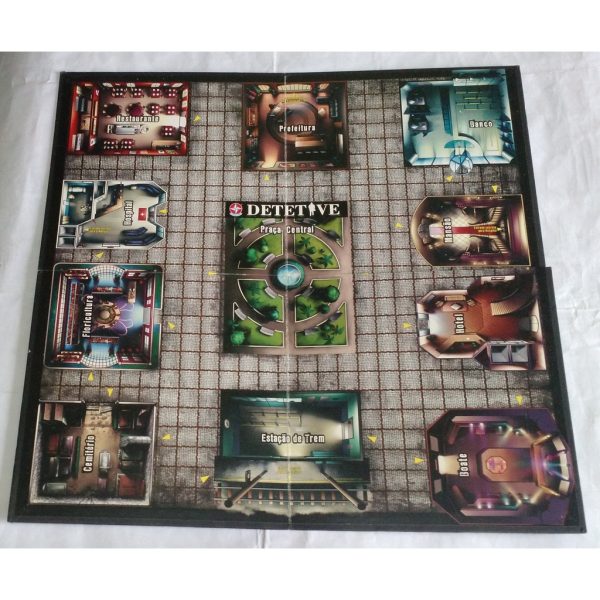 Restaurante
Prefeitura
Banco
Hospital
DETETIVE
Praça Central
Mansão
Floricultura
Hotel
Cemitério
Estação de Trem
Boate